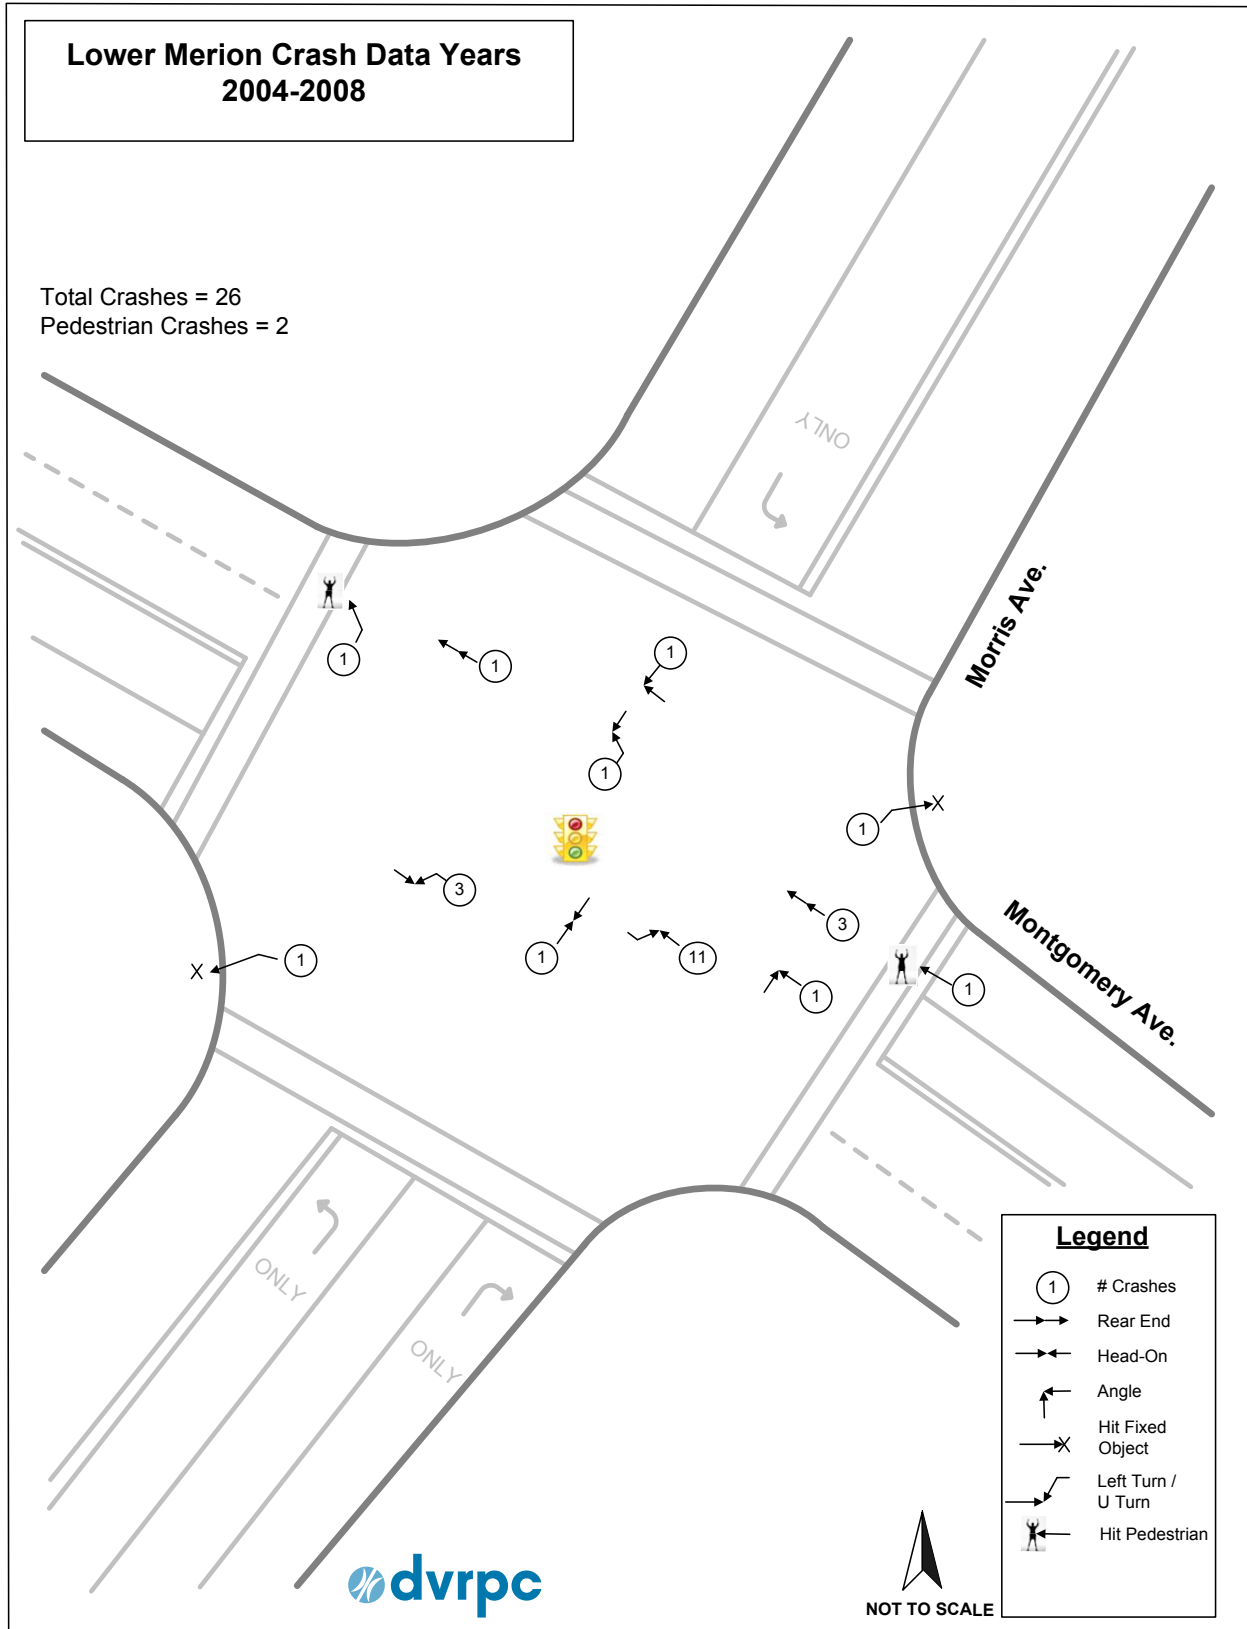 Lower Merion Crash Data Years
2004-2008
Total Crashes = 26
Pedestrian Crashes = 2
ONLY
Morris Ave.
1
1
1
1
1
3
1
1
11
3
1
1
Montgomery Ave.
ONLY
ONLY
Legend
1 # Crashes
Rear End
Head-On
Angle
Hit Fixed
Object
Left Turn /
U Turn
Hit Pedestrian
dvrpc
NOT TO SCALE